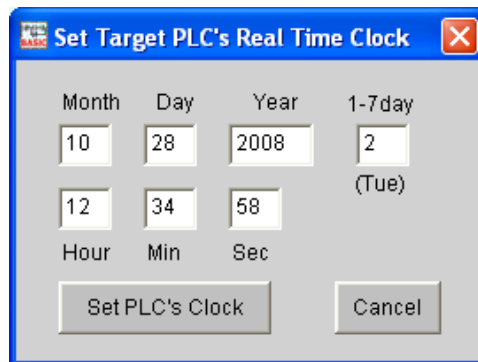 BASIC Set Target PLC's Real Time Clock
Month Day Year 1-7day
10 28 2008 2
(Tue)
12 34 58
Hour Min Sec
Set PLC's Clock Cancel